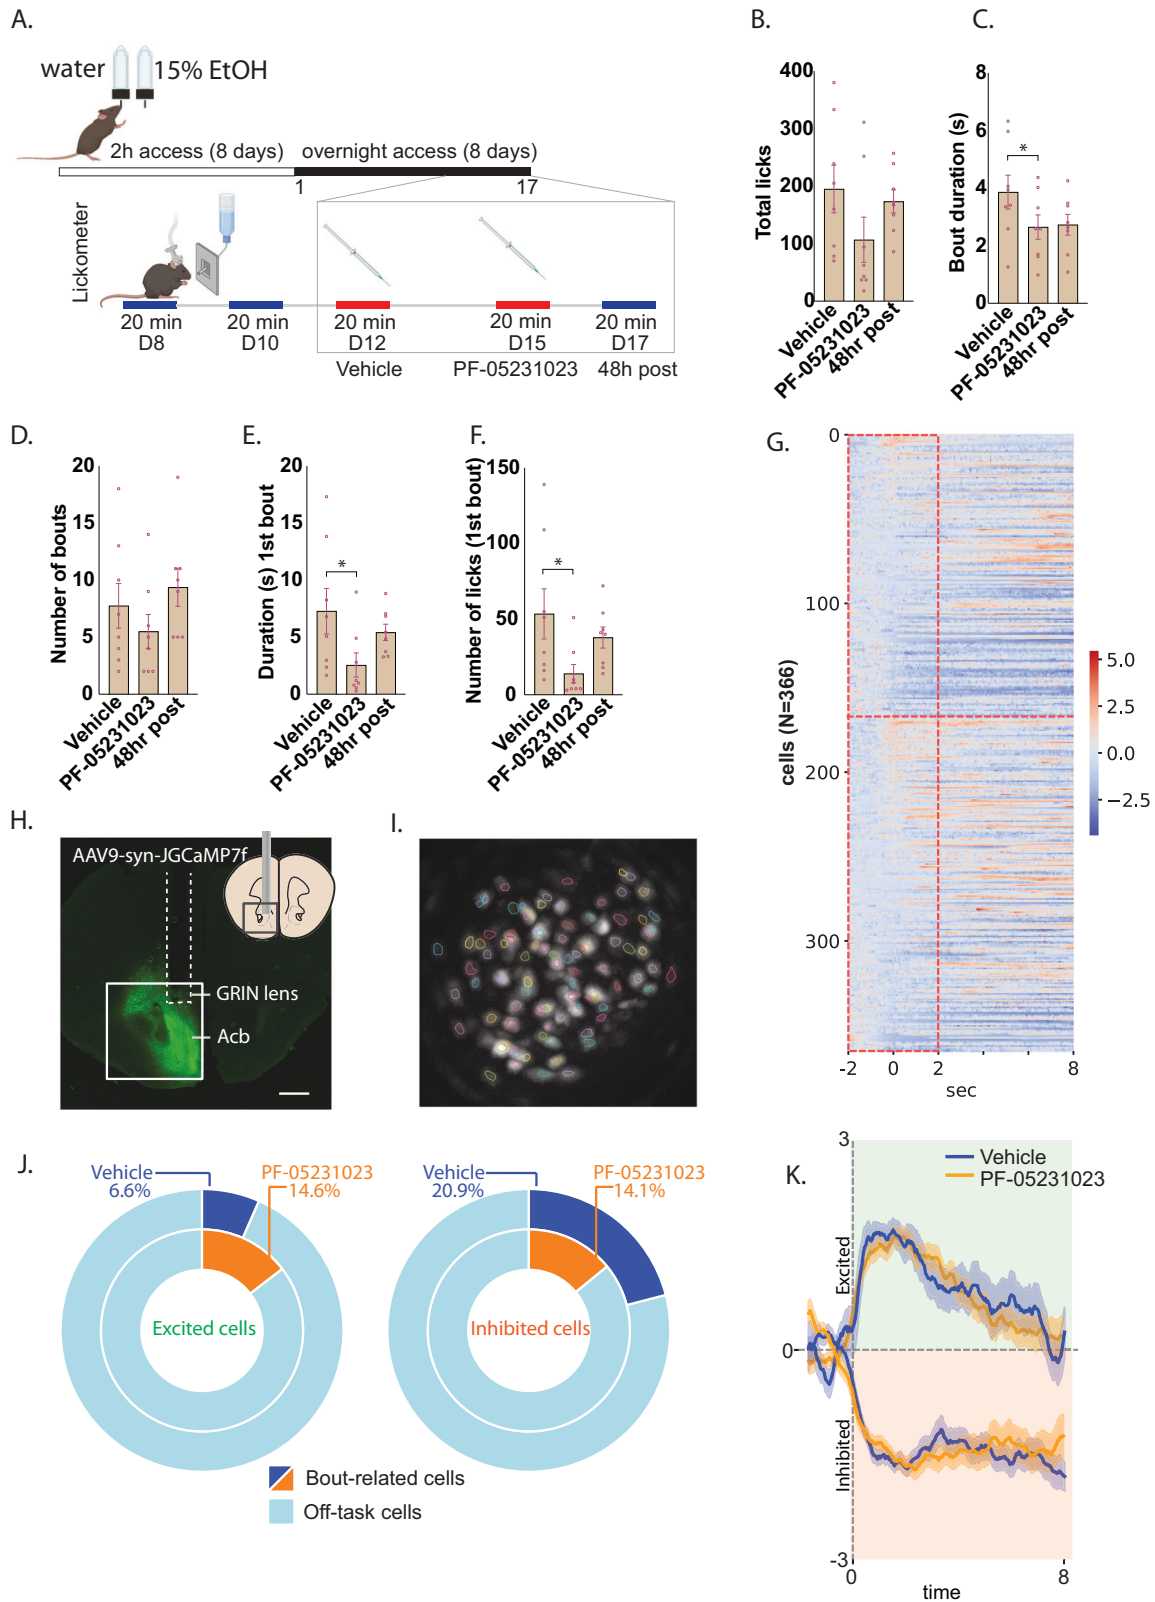 A.
water
15% EtOH
2h access (8 days)
overnight access (8 days)
1
17
Lickometer
20 min
D8
20 min
D10
20 min
D12
20 min
D15
20 min
D17
Vehicle
PF-05231023
48h post
B.
Total licks
400
300
200
100
0
Vehicle
PF-05231023
48hr post
C.
Bout duration (s)
8
6
4
2
0
*
Vehicle
PF-05231023
48hr post
D.
Number of bouts
20
15
10
5
0
Vehicle
PF-05231023
48hr post
E.
Duration (s) 1st bout
20
15
10
5
0
*
Vehicle
PF-05231023
48hr post
F.
Number of licks (1st bout)
150
100
50
0
*
Vehicle
PF-05231023
48hr post
G.
cells (N=366)
0
100
200
300
-2
0
2
8
sec
5.0
2.5
0.0
−2.5
H.
AAV9-syn-JGCaMP7f
GRIN lens
Acb
I.
J.
Vehicle
6.6%
PF-05231023
14.6%
Excited cells
Vehicle
20.9%
PF-05231023
14.1%
Inhibited cells
Bout-related cells
Off-task cells
K.
3
Vehicle
PF-05231023
Excited
0
Inhibited
-3
0
8
time